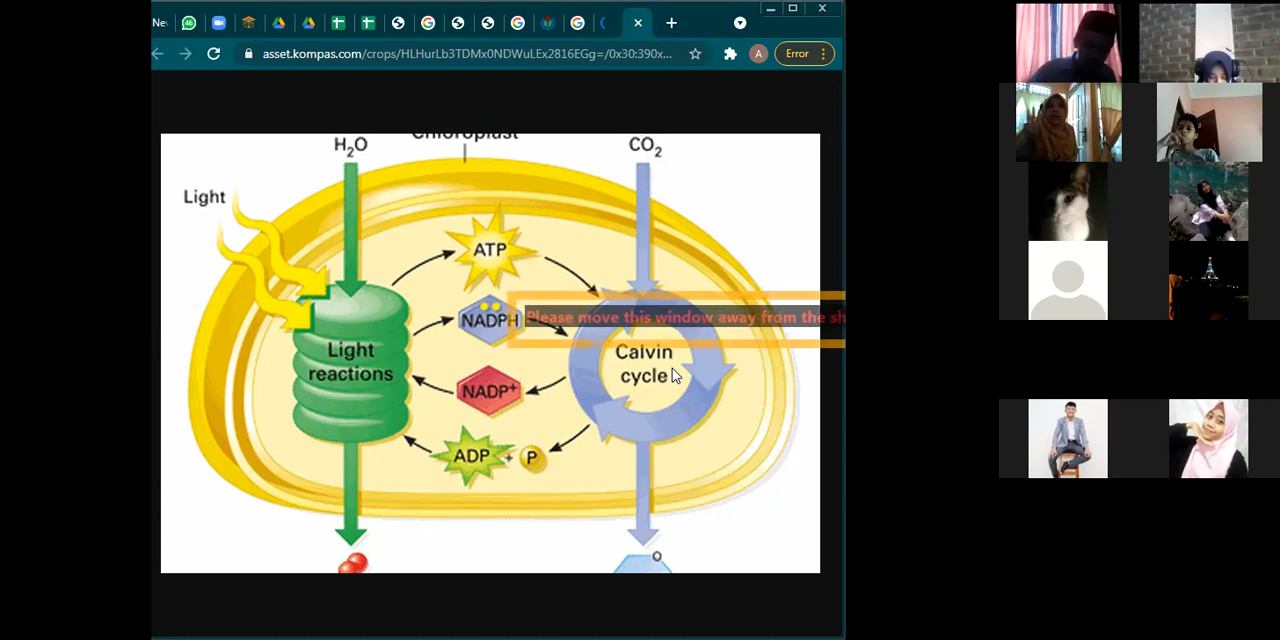 Ne
46
asset.kompas.com/crops/HLHurLb3TDMx0NDWuLEx2816EGg=/0x30:390x...
A
Error
Chloroplast
H₂O
CO₂
Light
ATP
NADPH
Please move this window away from the sh
Light
reactions
Calvin
cycle
NADP⁺
ADP + P
O